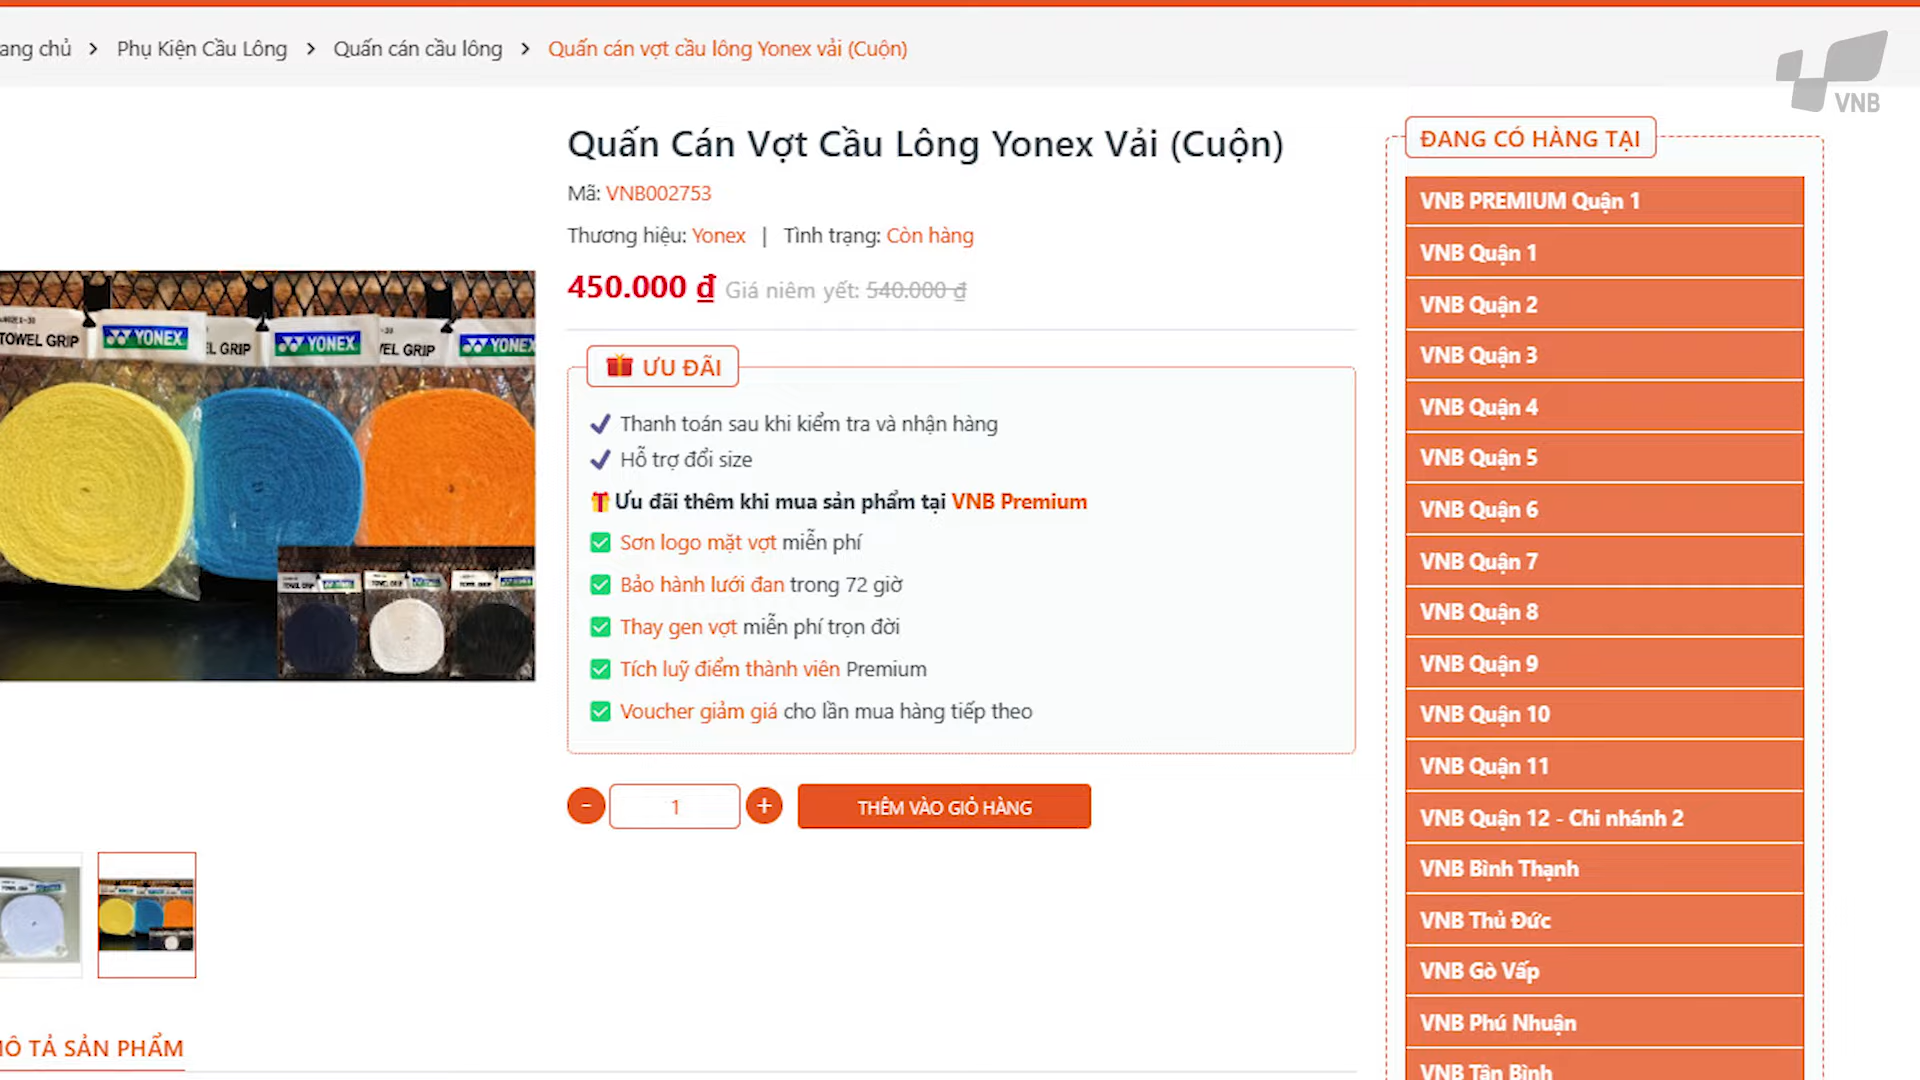 ang chủ > Phụ Kiện Cầu Lông > Quấn cán cầu lông > Quấn cán vợt cầu lông Yonex vải (Cuộn)
VNB
Quấn Cán Vợt Cầu Lông Yonex Vải (Cuộn)
Mã: VNB002753
Thương hiệu: Yonex | Tình trạng: Còn hàng
450.000 ₫ Giá niêm yết: 540.000 ₫
ƯU ĐÃI
Thanh toán sau khi kiểm tra và nhận hàng
Hỗ trợ đổi size
Ưu đãi thêm khi mua sản phẩm tại VNB Premium
Sơn logo mặt vợt miễn phí
Bảo hành lưới đan trong 72 giờ
Thay gen vợt miễn phí trọn đời
Tích luỹ điểm thành viên Premium
Voucher giảm giá cho lần mua hàng tiếp theo
- 1 + THÊM VÀO GIỎ HÀNG
TOWEL GRIP YONEX
EL GRIP YONEX
EL GRIP YONEX
ĐANG CÓ HÀNG TẠI
VNB PREMIUM Quận 1
VNB Quận 1
VNB Quận 2
VNB Quận 3
VNB Quận 4
VNB Quận 5
VNB Quận 6
VNB Quận 7
VNB Quận 8
VNB Quận 9
VNB Quận 10
VNB Quận 11
VNB Quận 12 - Chi nhánh 2
VNB Bình Thạnh
VNB Thủ Đức
VNB Gò Vấp
VNB Phú Nhuận
VNB Tân Bình
MÔ TẢ SẢN PHẨM